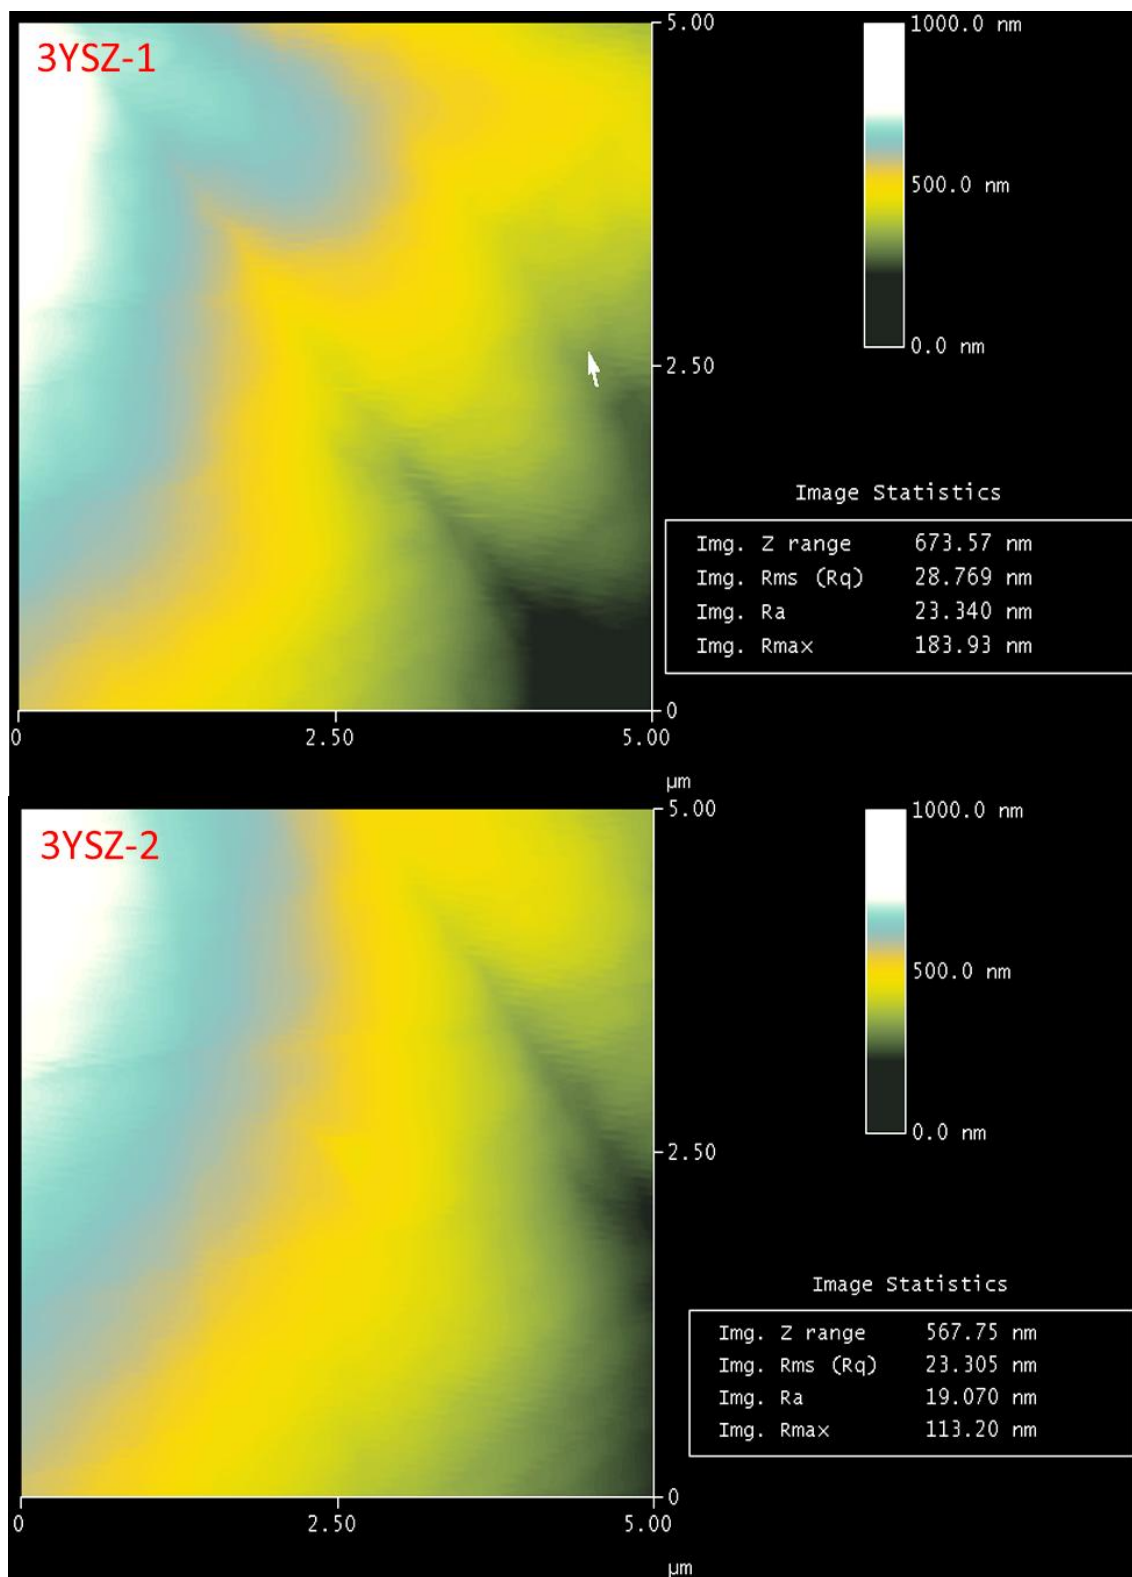 3YSZ-1
5.00
2.50
0
0
2.50
5.00
µm
1000.0 nm
500.0 nm
0.0 nm
Image Statistics
Img. Z range 673.57 nm
Img. Rms (Rq) 28.769 nm
Img. Ra 23.340 nm
Img. Rmax 183.93 nm
3YSZ-2
5.00
2.50
0
0
2.50
5.00
µm
1000.0 nm
500.0 nm
0.0 nm
Image Statistics
Img. Z range 567.75 nm
Img. Rms (Rq) 23.305 nm
Img. Ra 19.070 nm
Img. Rmax 113.20 nm